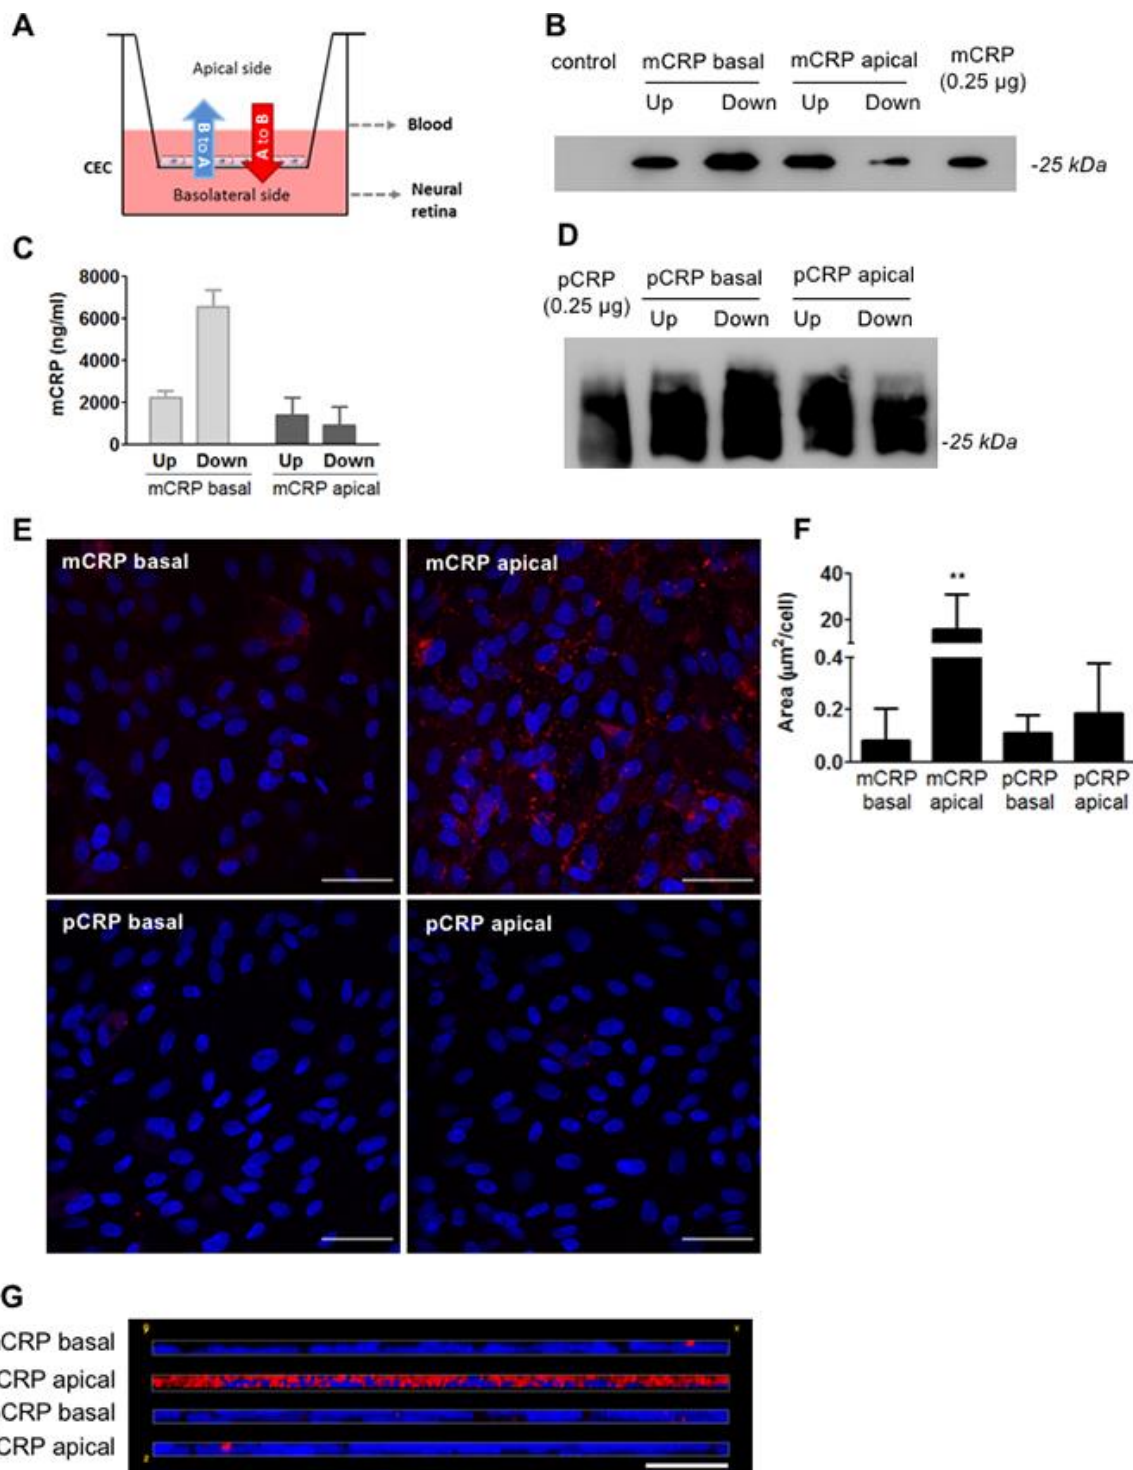 A
Apical side
B to A
A to B
Blood
CEC
Basolateral side
Neural
retina
B
control
mCRP basal
mCRP apical
mCRP
(0.25 µg)
Up
Down
Up
Down
-25 kDa
C
mCRP (ng/ml)
8000
6000
4000
2000
0
Up Down Up Down
mCRP basal mCRP apical
D
pCRP
(0.25 µg)
pCRP basal
pCRP apical
Up
Down
Up
Down
-25 kDa
E
mCRP basal
mCRP apical
pCRP basal
pCRP apical
F
Area (µm²/cell)
40
20
0.4
0.2
0.0
**
mCRP
basal
mCRP
apical
pCRP
basal
pCRP
apical
G
CRP basal
CRP apical
CRP basal
CRP apical